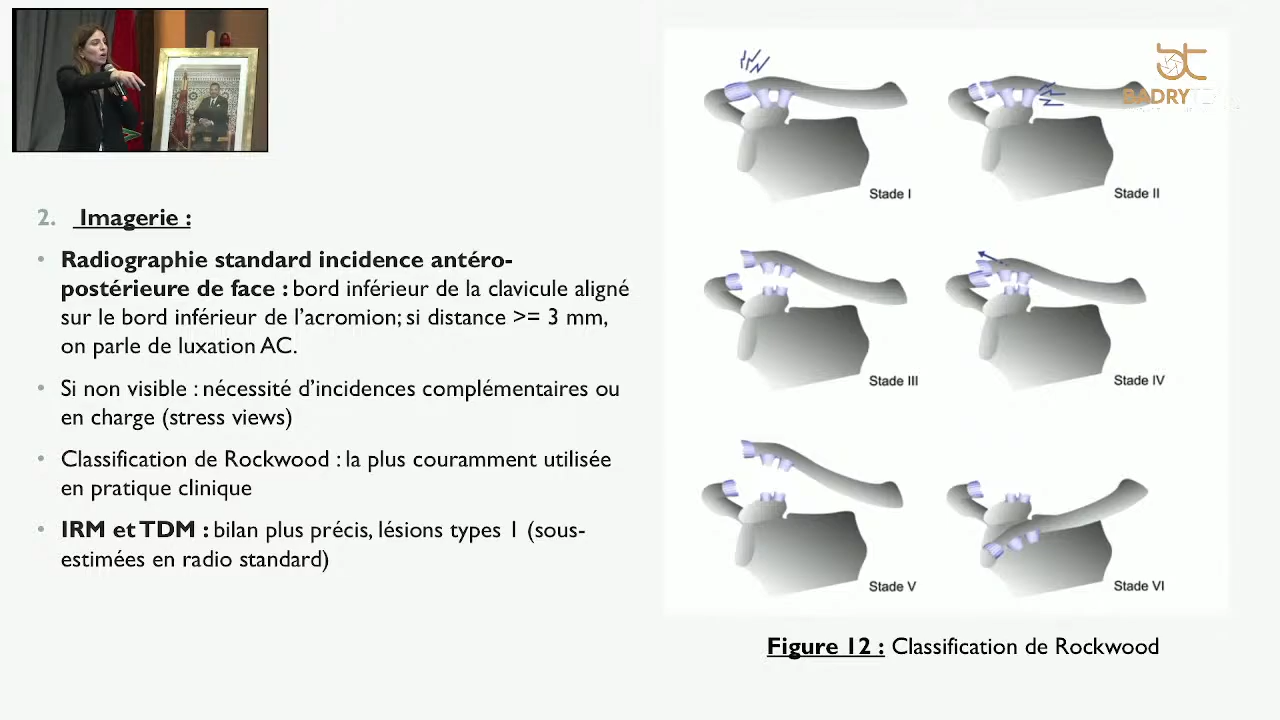 2. Imagerie :
• Radiographie standard incidence antéro-
postérieure de face : bord inférieur de la clavicule aligné
sur le bord inférieur de l’acromion; si distance >= 3 mm,
on parle de luxation AC.
• Si non visible : nécessité d’incidences complémentaires ou
en charge (stress views)
• Classification de Rockwood : la plus couramment utilisée
en pratique clinique
• IRM et TDM : bilan plus précis, lésions types 1 (sous-
estimées en radio standard)
BADRY
Stade I
Stade II
Stade III
Stade IV
Stade V
Stade VI
Figure 12 : Classification de Rockwood